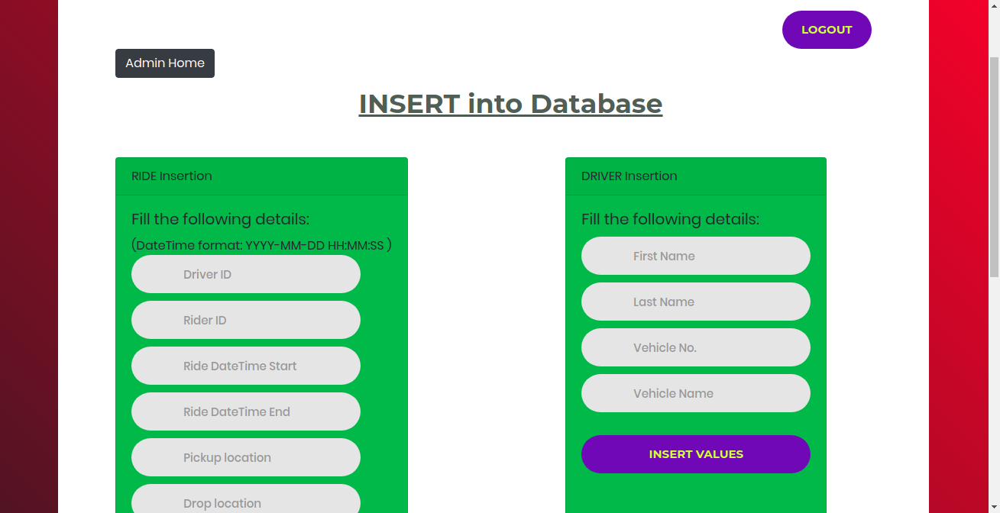 LOGOUT
Admin Home
INSERT into Database
RIDE Insertion
Fill the following details:
(DateTime format: YYYY-MM-DD HH:MM:SS )
Driver ID
Rider ID
Ride DateTime Start
Ride DateTime End
Pickup location
Drop location
DRIVER Insertion
Fill the following details:
First Name
Last Name
Vehicle No.
Vehicle Name
INSERT VALUES